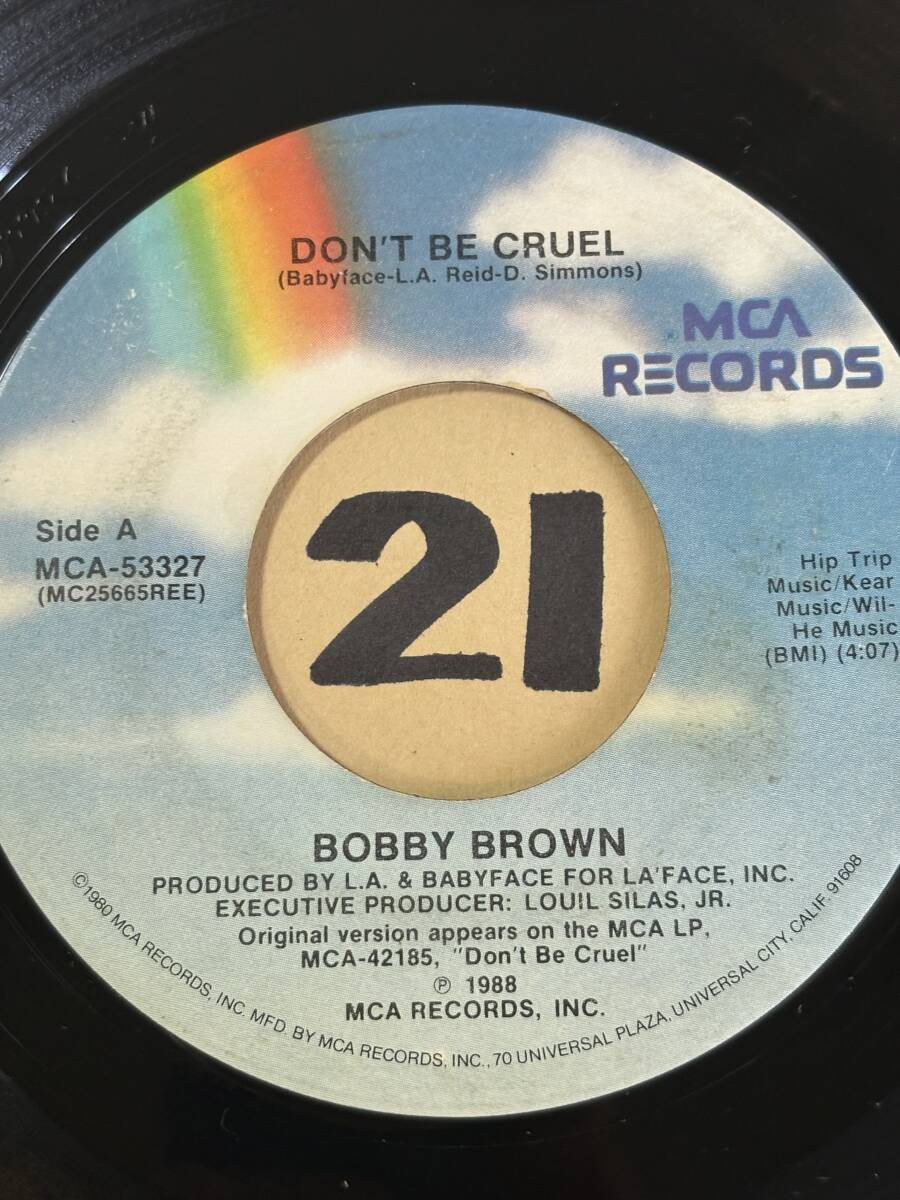 DON'T BE CRUEL
(Babyface-L.A. Reid-D. Simmons)
MCA
RECORDS
Side A
MCA-53327
(MC25665REE)
21
Hip Trip
Music/Kear
Music/Wil-
He Music
(BMI) (4:07)
BOBBY BROWN
PRODUCED BY L.A. & BABYFACE FOR LA'FACE, INC.
EXECUTIVE PRODUCER: LOUIL SILAS, JR.
Original version appears on the MCA LP,
MCA-42185, "Don't Be Cruel"
℗ 1988
MCA RECORDS, INC.
©1980 MCA RECORDS, INC. MFD. BY MCA RECORDS, INC., 70 UNIVERSAL PLAZA, UNIVERSAL CITY, CALIF. 91608